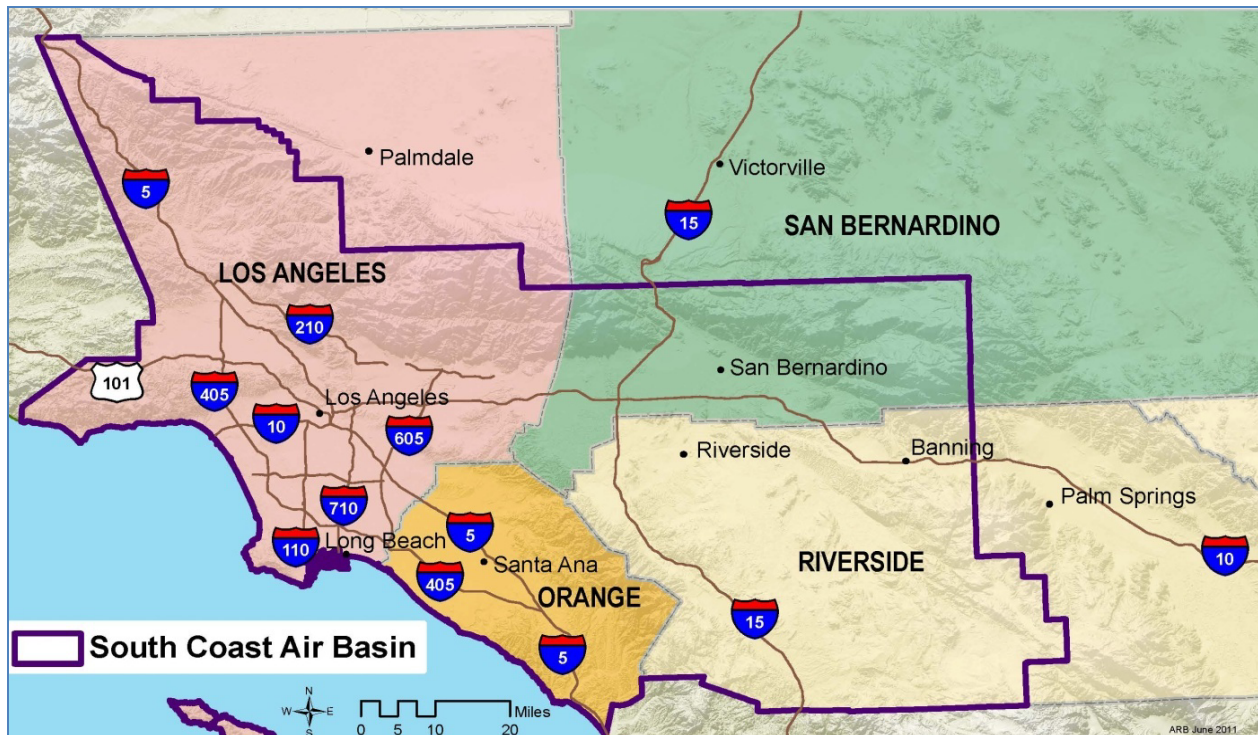 Palmdale
5
Victorville
15
SAN BERNARDINO
LOS ANGELES
210
101
405
San Bernardino
Los Angeles
10
605
Riverside
Banning
Palm Springs
710
110
Long Beach
5
Santa Ana
405
ORANGE
RIVERSIDE
10
15
5
South Coast Air Basin
N
W E
S
Miles
0 5 10 20
ARB June 2011